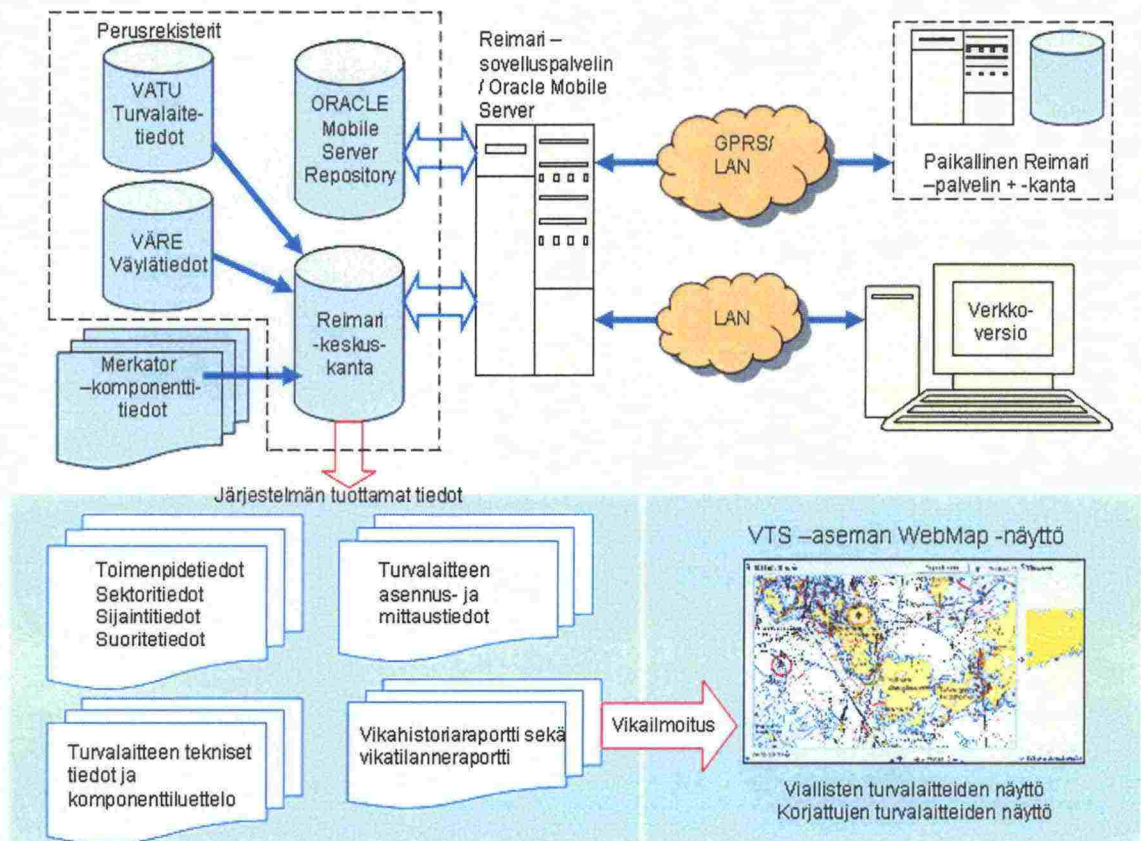 Perusrekisterit
VATU
Turvalaite-
tiedot
ORACLE
Mobile
Server
Repository
Reimari –
sovelluspalvelin
/ Oracle Mobile
Server
GPRS/
LAN
Paikallinen Reimari
–palvelin + -kanta
VÄRE
Väylätiedot
Reimari
-keskus-
kanta
LAN
Verkko-
versio
Merkator
–komponentti-
tiedot
Järjestelmän tuottamat tiedot
Toimenpidetiedot
Sektoritiedot
Sijaintitiedot
Suoritetiedot
Turvalaitteen
asennus- ja
mittaustiedot
VTS –aseman WebMap -näyttö
Turvalaitteen tekniset
tiedot ja
komponenttiluettelo
Vikahistoriaraportti sekä
vikatilanneraportti
Vikailmoitus
Viallisten turvalaitteiden näyttö
Korjattujen turvalaitteiden näyttö